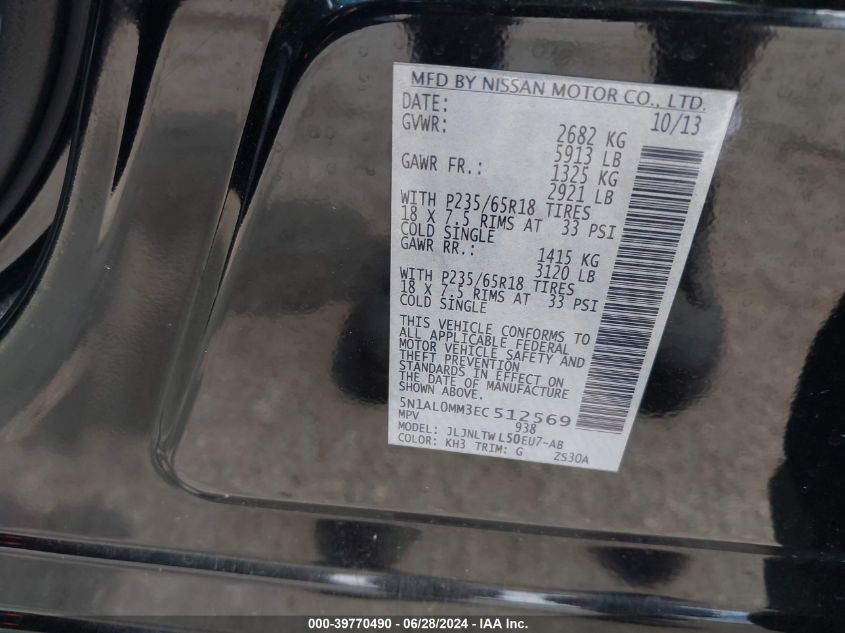 MFD BY NISSAN MOTOR CO., LTD.
DATE: 10/13
GVWR: 2682 KG
5913 LB
GAWR FR.: 1325 KG
2921 LB
WITH P235/65R18 TIRES
18 X 7.5 RIMS AT 33 PSI
COLD SINGLE
GAWR RR.: 1415 KG
3120 LB
WITH P235/65R18 TIRES
18 X 7.5 RIMS AT 33 PSI
COLD SINGLE
THIS VEHICLE CONFORMS TO
ALL APPLICABLE FEDERAL
MOTOR VEHICLE SAFETY AND
THEFT PREVENTION
STANDARDS IN EFFECT ON
THE DATE OF MANUFACTURE
SHOWN ABOVE.
5N1AL0MM3EC512569
MPV 938
MODEL: JLJNLTWL50EU7-AB
COLOR: KH3 TRIM: G ZS30A
000-39770490 - 06/28/2024 - IAA Inc.